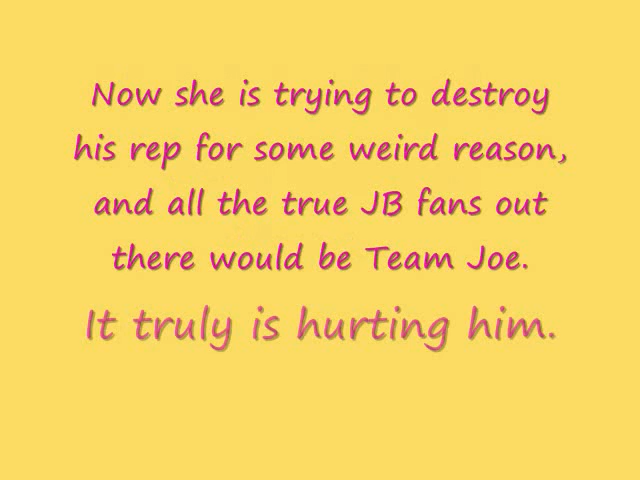 Now she is trying to destroy
his rep for some weird reason,
and all the true JB fans out
there would be Team Joe.
It truly is hurting him.